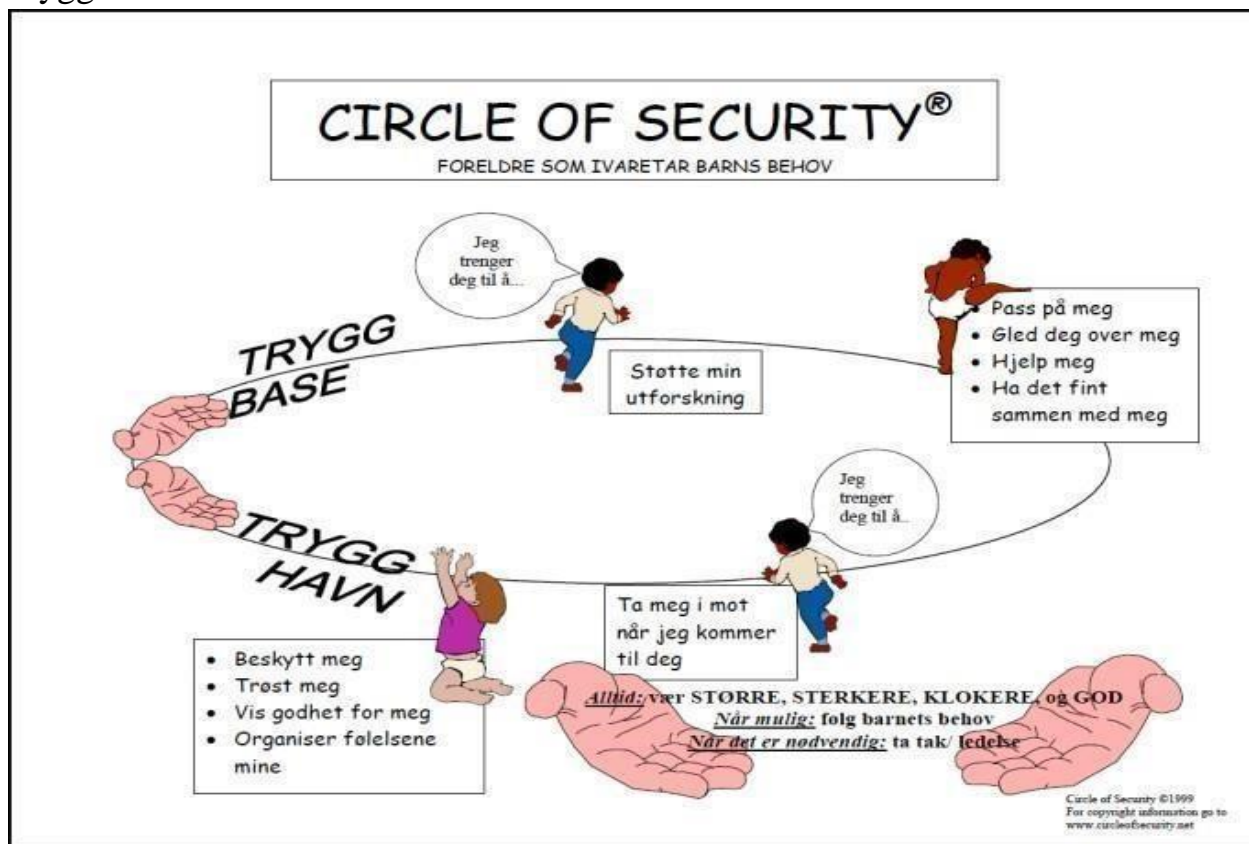 CIRCLE OF SECURITY®
FORELDRE SOM IVARETAR BARNS BEHOV
Jeg
trenger
deg til å...
TRYGG
BASE
Støtte min
utforskning
• Pass på meg
• Gled deg over meg
• Hjelp meg
• Ha det fint
sammen med meg
Jeg
trenger
deg til å..
TRYGG
HAVN
Ta meg i mot
når jeg kommer
til deg
• Beskytt meg
• Trøst meg
• Vis godhet for meg
• Organiser følelsene
mine
Alltid: vær STØRRE, STERKERE, KLOKERE, og GOD
Når mulig: følg barnets behov
Når det er nødvendig: ta tak/ ledelse
Circle of Security ©1999
For copyright information go to
www.circleofsecurity.net